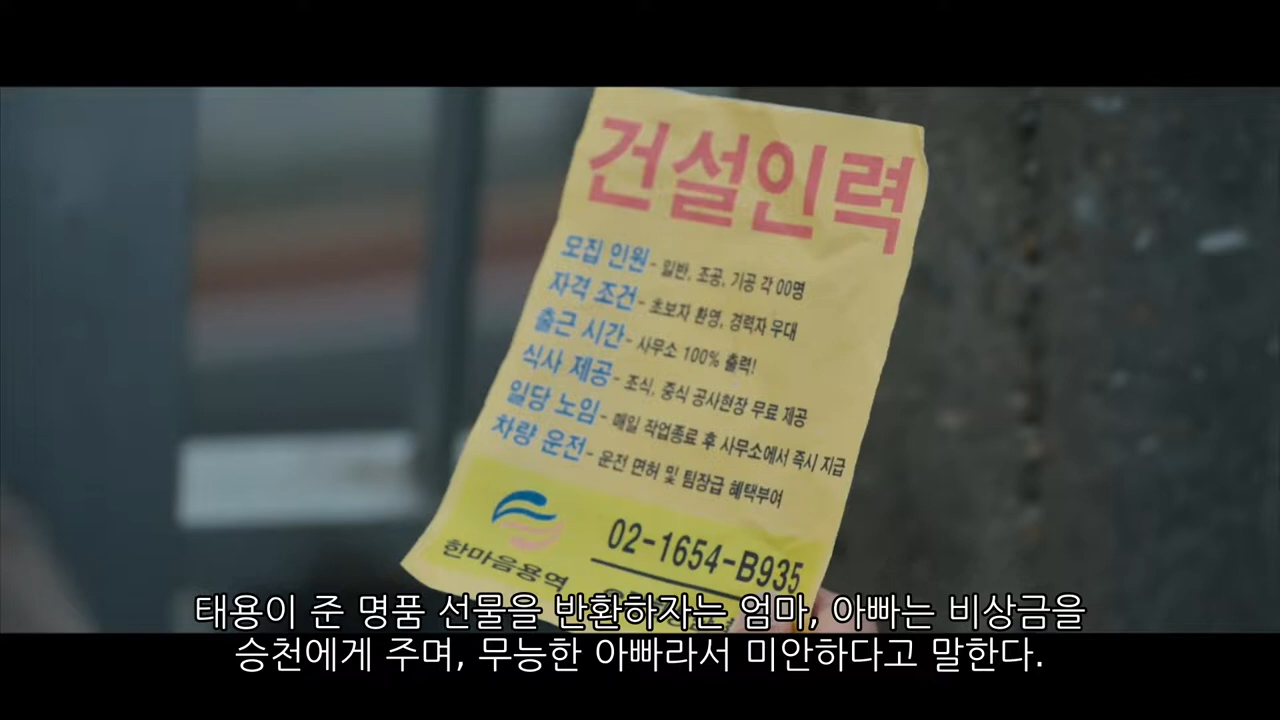 건설인력
모집 인원 - 일반, 조공, 기공 각 00명
자격 조건 - 초보자 환영, 경력자 우대
출근 시간 - 사무소 100% 출력!
식사 제공 - 조식, 중식 공사현장 무료 제공
일당 노임 - 매일 작업종료 후 사무소에서 즉시 지급
차량 운전 - 운전 면허 및 팀장급 혜택부여
한마음용역
02-1654-B935
태용이 준 명품 선물을 반환하자는 엄마, 아빠는 비상금을
승천에게 주며, 무능한 아빠라서 미안하다고 말한다.